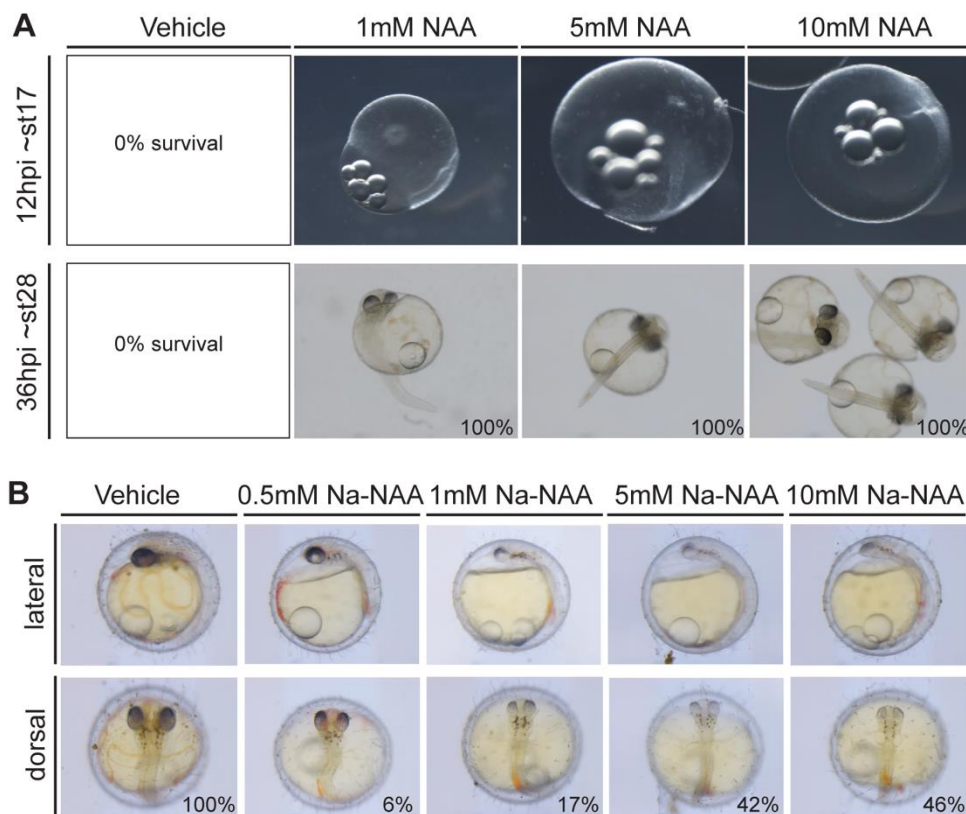 A
Vehicle 1mM NAA 5mM NAA 10mM NAA
12hpi ~st17
0% survival
36hpi ~st28
0% survival
100% 100% 100%
B
Vehicle 0.5mM Na-NAA 1mM Na-NAA 5mM Na-NAA 10mM Na-NAA
lateral
dorsal
100% 6% 17% 42% 46%